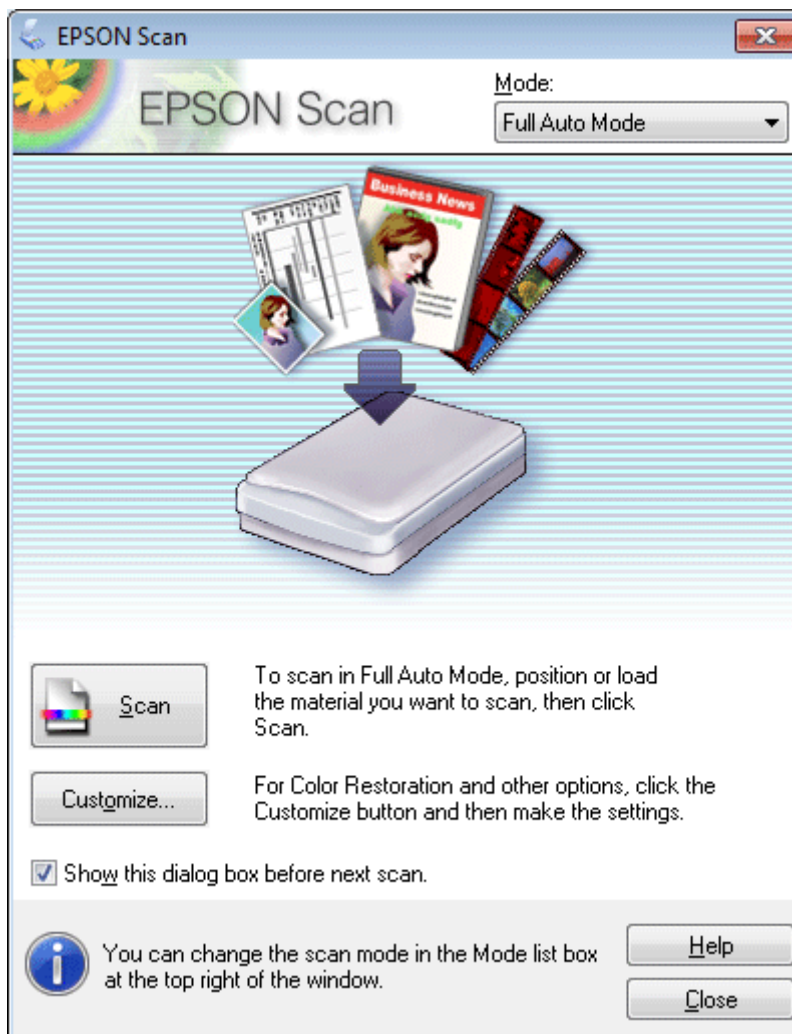 EPSON Scan
EPSON Scan
Mode:
Full Auto Mode
Business News
Scan
To scan in Full Auto Mode, position or load
the material you want to scan, then click
Scan.
Customize...
For Color Restoration and other options, click the
Customize button and then make the settings.
Show this dialog box before next scan.
You can change the scan mode in the Mode list box
at the top right of the window.
Help
Close